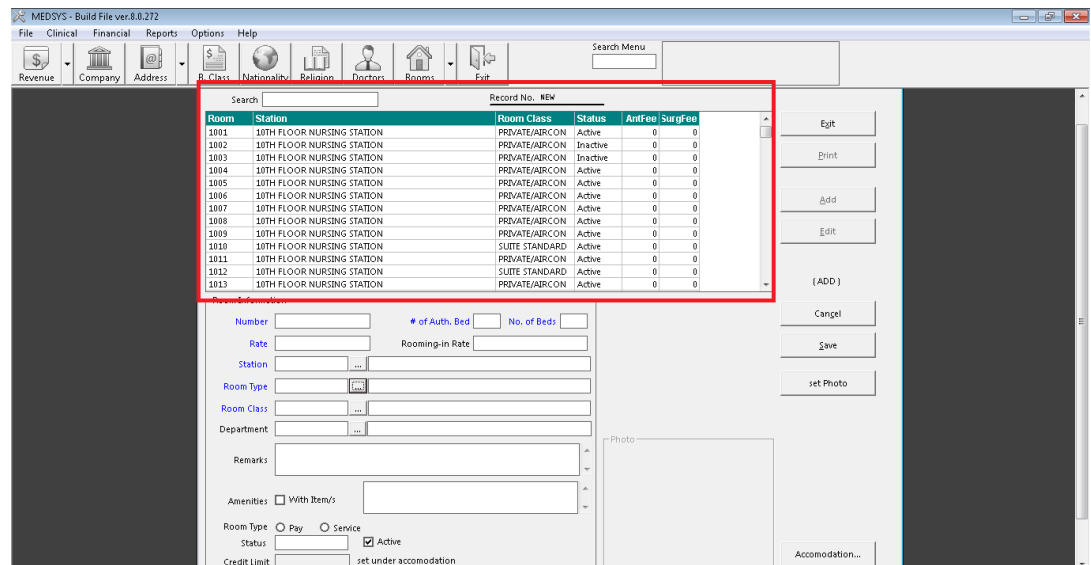 MEDSYS - Build File ver.8.0.272
File Clinical Financial Reports Options Help
Search Menu
Revenue Company Address B. Class Nationality Religion Doctors Rooms Exit
Search Record No. NEW
Room Station Room Class Status AntFee SurgFee
1001 10TH FLOOR NURSING STATION PRIVATE/AIRCON Active 0 0
1002 10TH FLOOR NURSING STATION PRIVATE/AIRCON Inactive 0 0
1003 10TH FLOOR NURSING STATION PRIVATE/AIRCON Inactive 0 0
1004 10TH FLOOR NURSING STATION PRIVATE/AIRCON Active 0 0
1005 10TH FLOOR NURSING STATION PRIVATE/AIRCON Active 0 0
1006 10TH FLOOR NURSING STATION PRIVATE/AIRCON Active 0 0
1007 10TH FLOOR NURSING STATION PRIVATE/AIRCON Active 0 0
1008 10TH FLOOR NURSING STATION PRIVATE/AIRCON Active 0 0
1009 10TH FLOOR NURSING STATION PRIVATE/AIRCON Active 0 0
1010 10TH FLOOR NURSING STATION SUITE STANDARD Active 0 0
1011 10TH FLOOR NURSING STATION PRIVATE/AIRCON Active 0 0
1012 10TH FLOOR NURSING STATION SUITE STANDARD Active 0 0
1013 10TH FLOOR NURSING STATION PRIVATE/AIRCON Active 0 0
Exit
Print
Add
Edit
(ADD)
Cangel
Save
set Photo
Room Information
Number # of Auth. Bed No. of Beds
Rate Rooming-in Rate
Station ...
Room Type ...
Room Class ...
Department ...
Photo
Remarks
Amenities With Item/s
Room Type Pay Service
Status Active
Credit Limit set under accomodation
Accomodation...